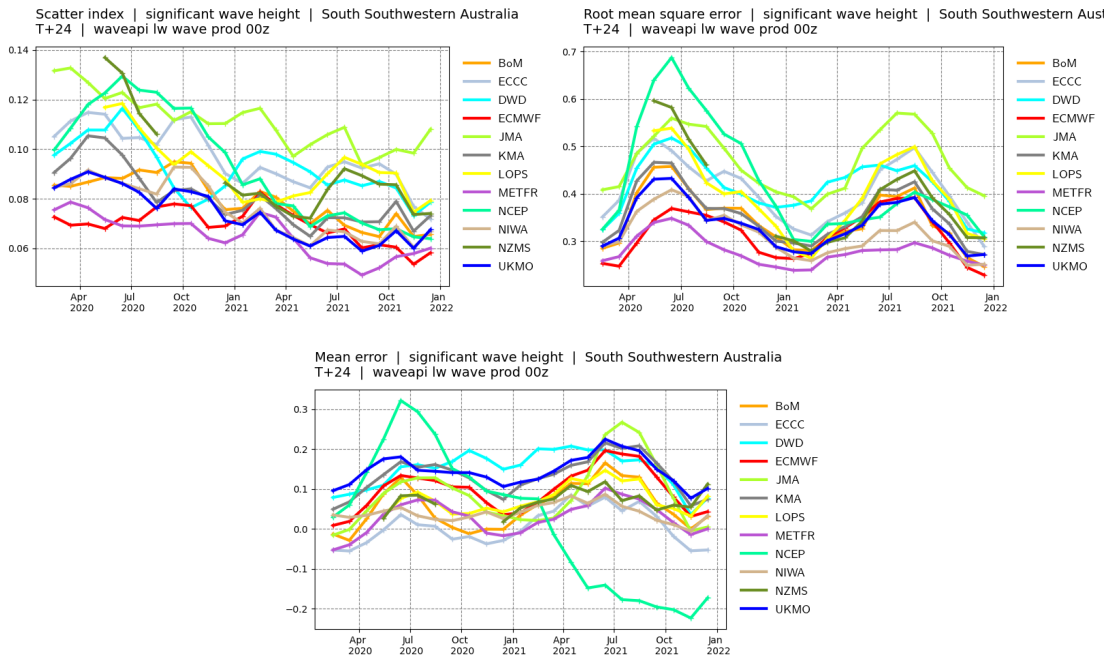 Scatter index  |  significant wave height  |  South Southwestern Australia
T+24  |  waveapi lw wave prod 00z
0.14
0.12
0.10
0.08
0.06
Apr 2020
Jul 2020
Oct 2020
Jan 2021
Apr 2021
Jul 2021
Oct 2021
Jan 2022
BoM
ECCC
DWD
ECMWF
JMA
KMA
LOPS
METFR
NCEP
NIWA
NZMS
UKMO
Root mean square error  |  significant wave height  |  South Southwestern Aust
T+24  |  waveapi lw wave prod 00z
0.7
0.6
0.5
0.4
0.3
Apr 2020
Jul 2020
Oct 2020
Jan 2021
Apr 2021
Jul 2021
Oct 2021
Jan 2022
BoM
ECCC
DWD
ECMWF
JMA
KMA
LOPS
METFR
NCEP
NIWA
NZMS
UKMO
Mean error  |  significant wave height  |  South Southwestern Australia
T+24  |  waveapi lw wave prod 00z
0.3
0.2
0.1
0.0
−0.1
−0.2
Apr 2020
Jul 2020
Oct 2020
Jan 2021
Apr 2021
Jul 2021
Oct 2021
Jan 2022
BoM
ECCC
DWD
ECMWF
JMA
KMA
LOPS
METFR
NCEP
NIWA
NZMS
UKMO